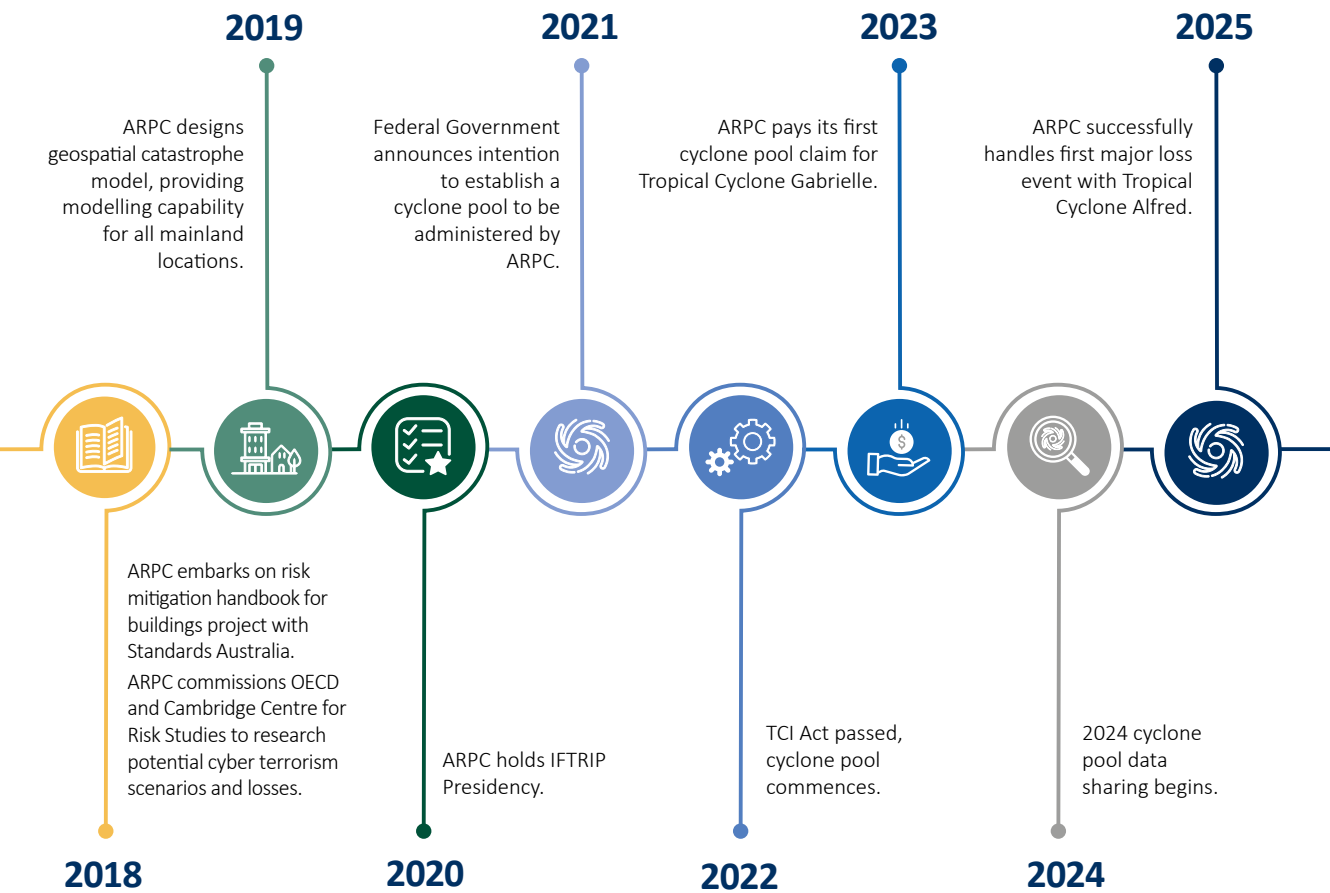 2019
ARPC designs
geospatial catastrophe
model, providing
modelling capability
for all mainland
locations.
2021
Federal Government
announces intention
to establish a
cyclone pool to be
administered by
ARPC.
2023
ARPC pays its first
cyclone pool claim for
Tropical Cyclone Gabrielle.
2025
ARPC successfully
handles first major loss
event with Tropical
Cyclone Alfred.
$
ARPC embarks on risk
mitigation handbook for
buildings project with
Standards Australia.
ARPC commissions OECD
and Cambridge Centre for
Risk Studies to research
potential cyber terrorism
scenarios and losses.
2018
ARPC holds IFTRIP
Presidency.
2020
TCI Act passed,
cyclone pool
commences.
2022
2024 cyclone
pool data
sharing begins.
2024